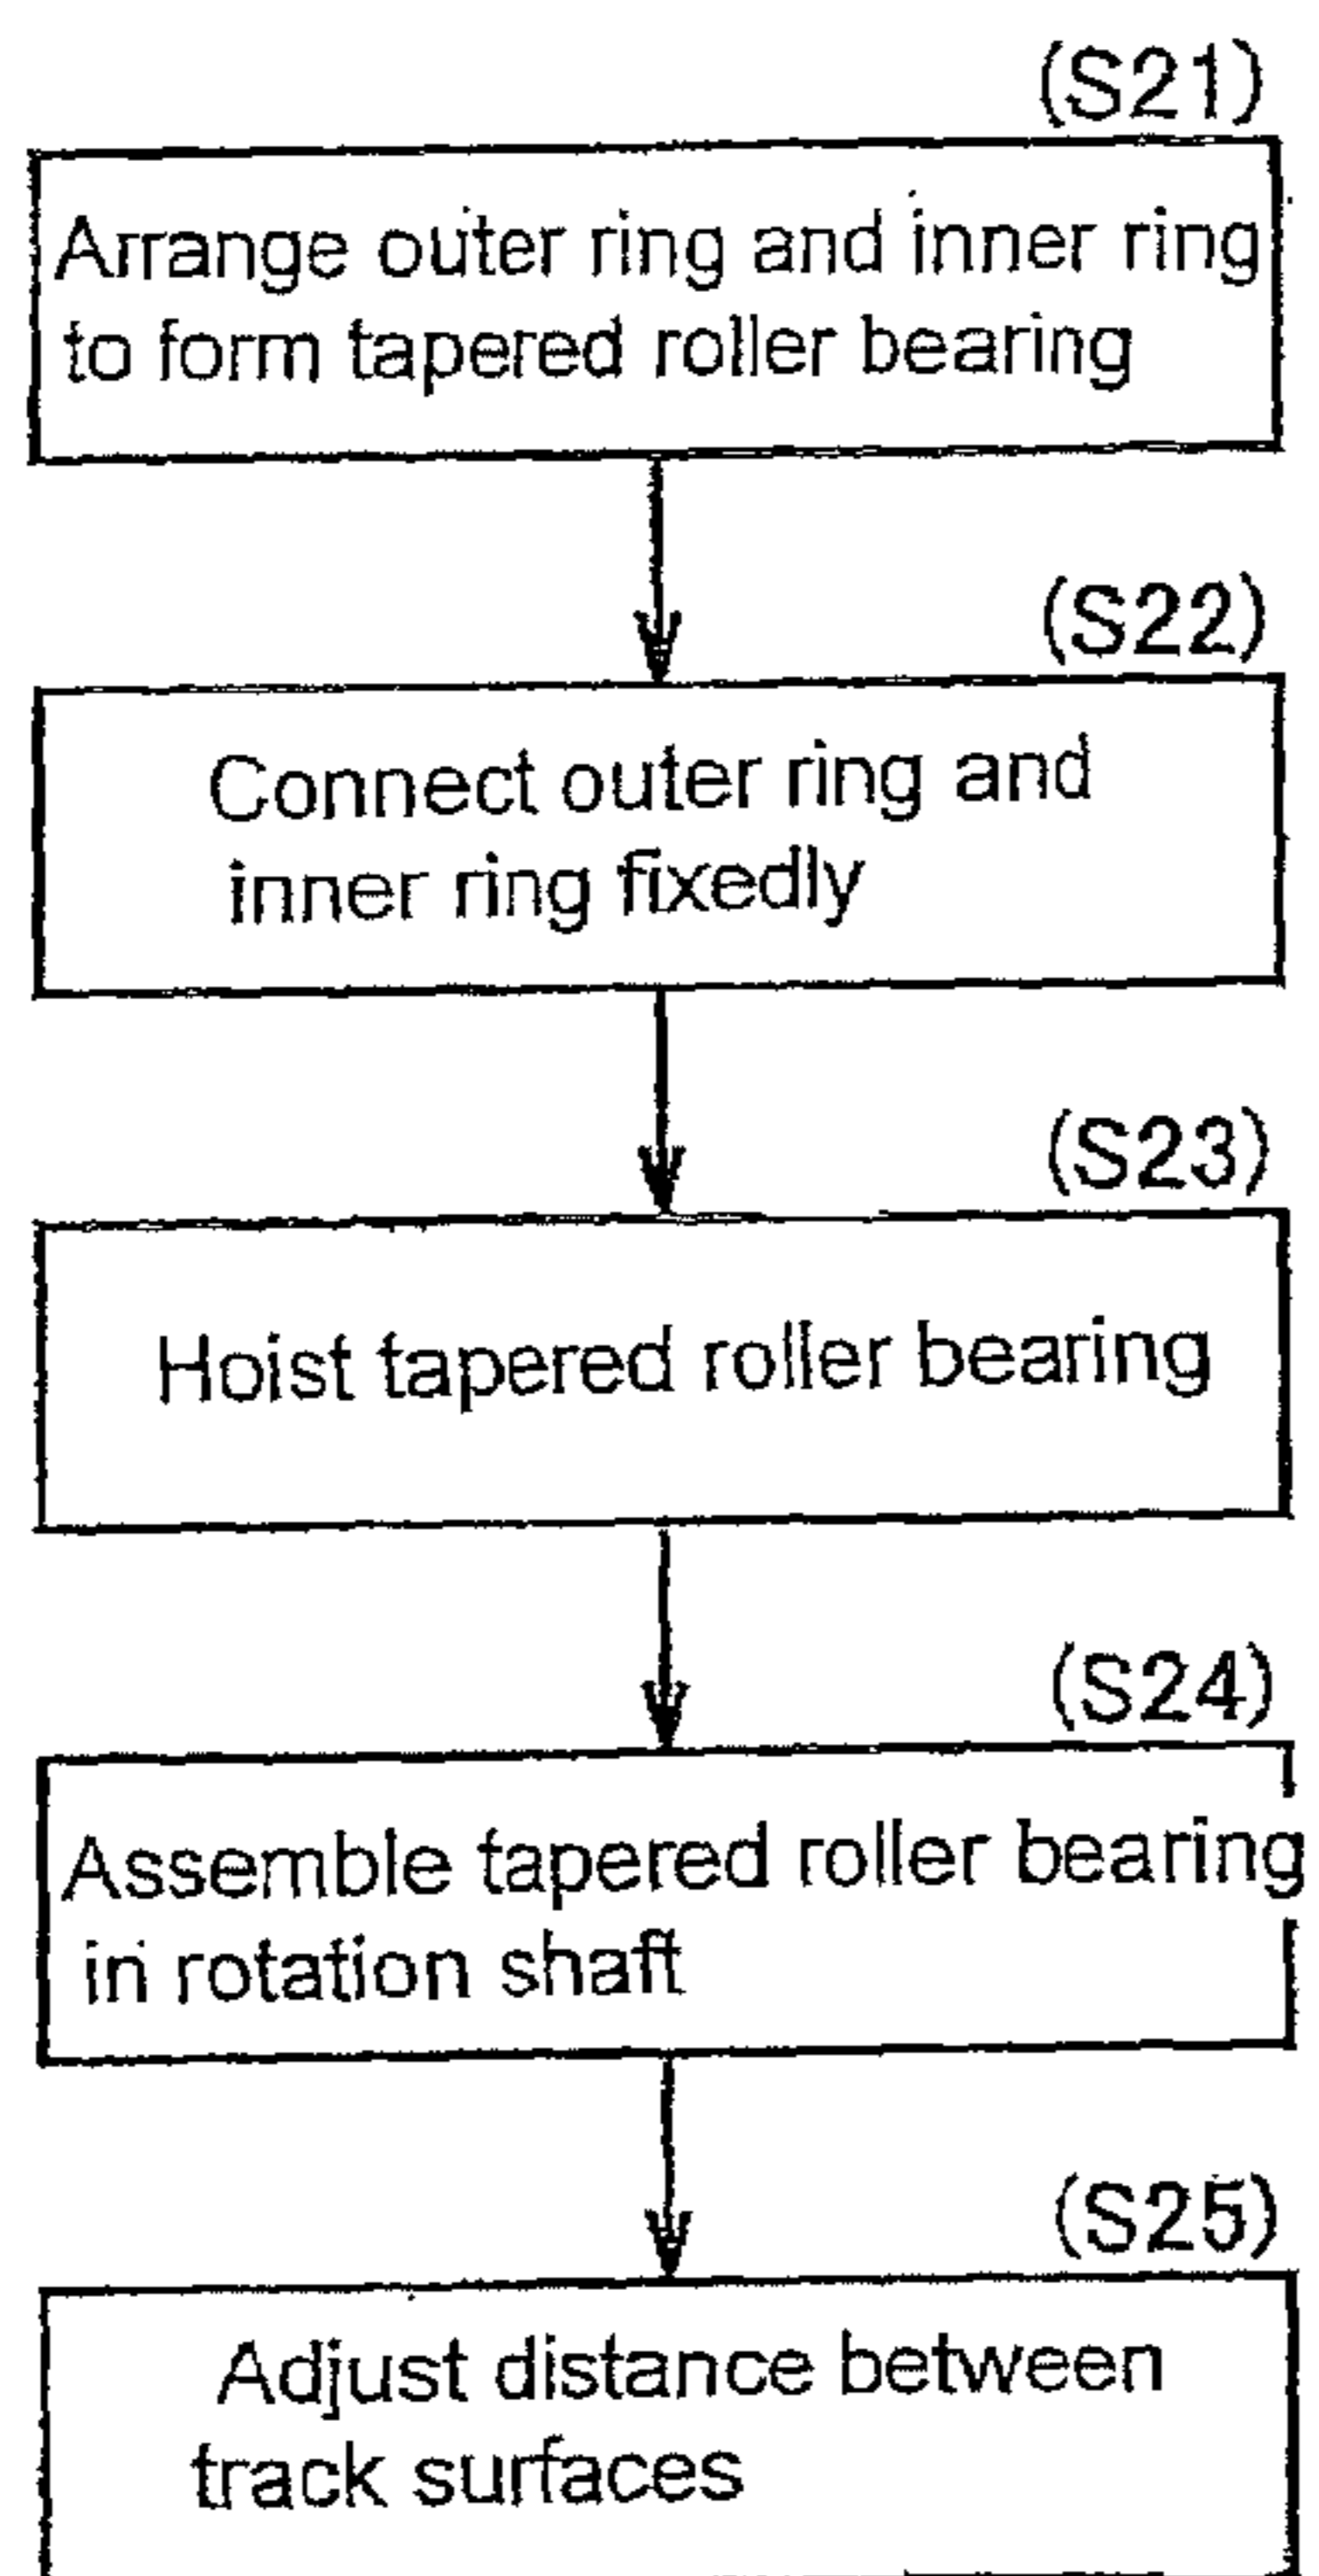 (S21)
Arrange outer ring and inner ring
to form tapered roller bearing
(S22)
Connect outer ring and
inner ring fixedly
(S23)
Hoist tapered roller bearing
(S24)
Assemble tapered roller bearing
in rotation shaft
(S25)
Adjust distance between
track surfaces